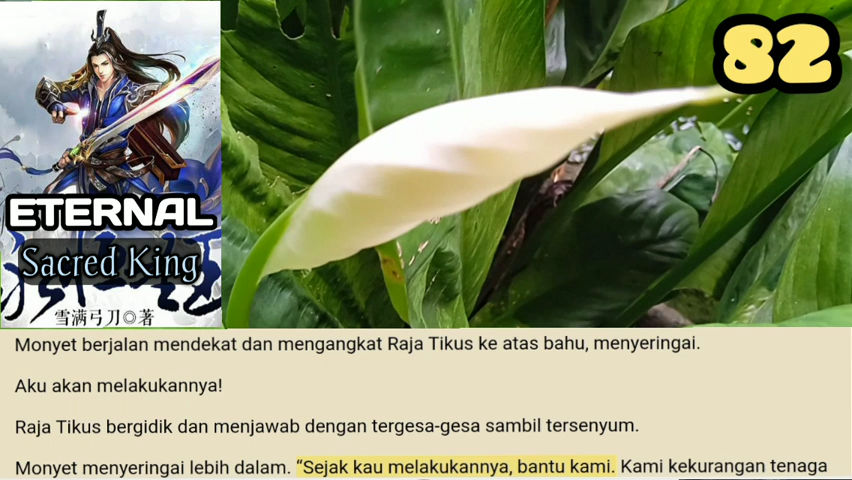 82
ETERNAL
Sacred King
雪满弓刀◎著
Monyet berjalan mendekat dan mengangkat Raja Tikus ke atas bahu, menyeringai.
Aku akan melakukannya!
Raja Tikus bergidik dan menjawab dengan tergesa-gesa sambil tersenyum.
Monyet menyeringai lebih dalam. “Sejak kau melakukannya, bantu kami. Kami kekurangan tenaga